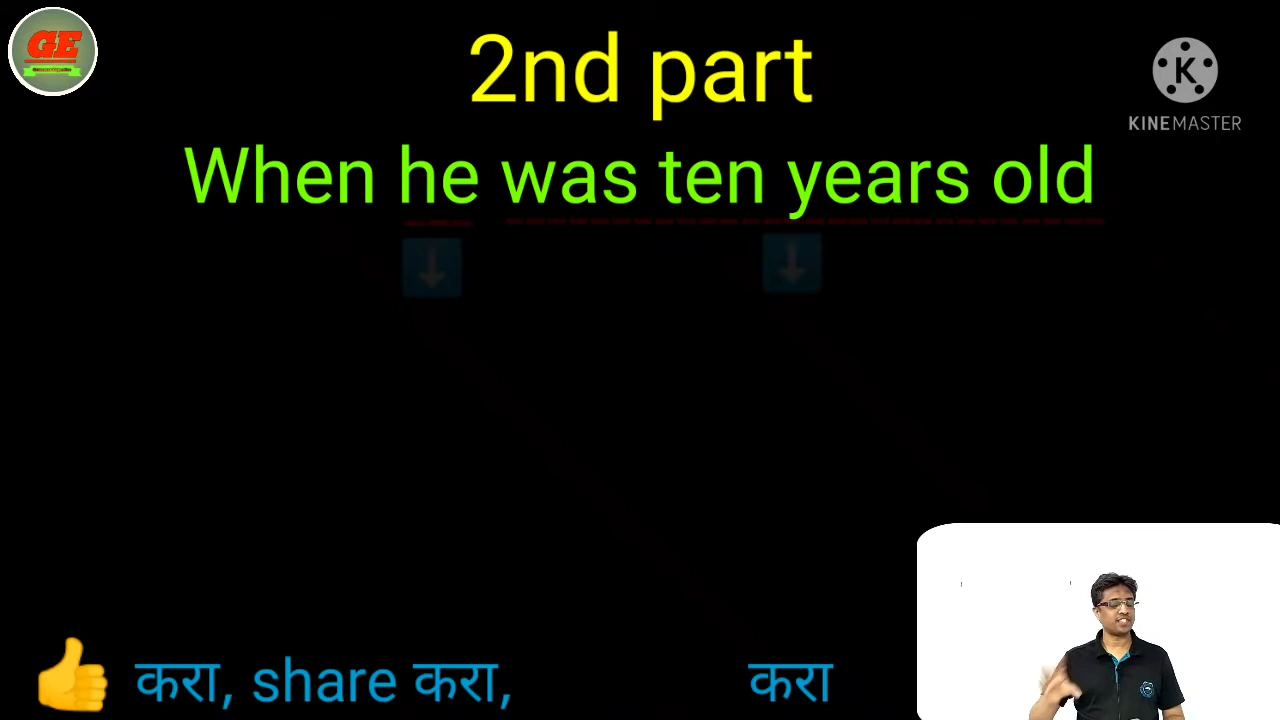 GE
2nd part
KINEMASTER
When he was ten years old
करा, share करा, करा